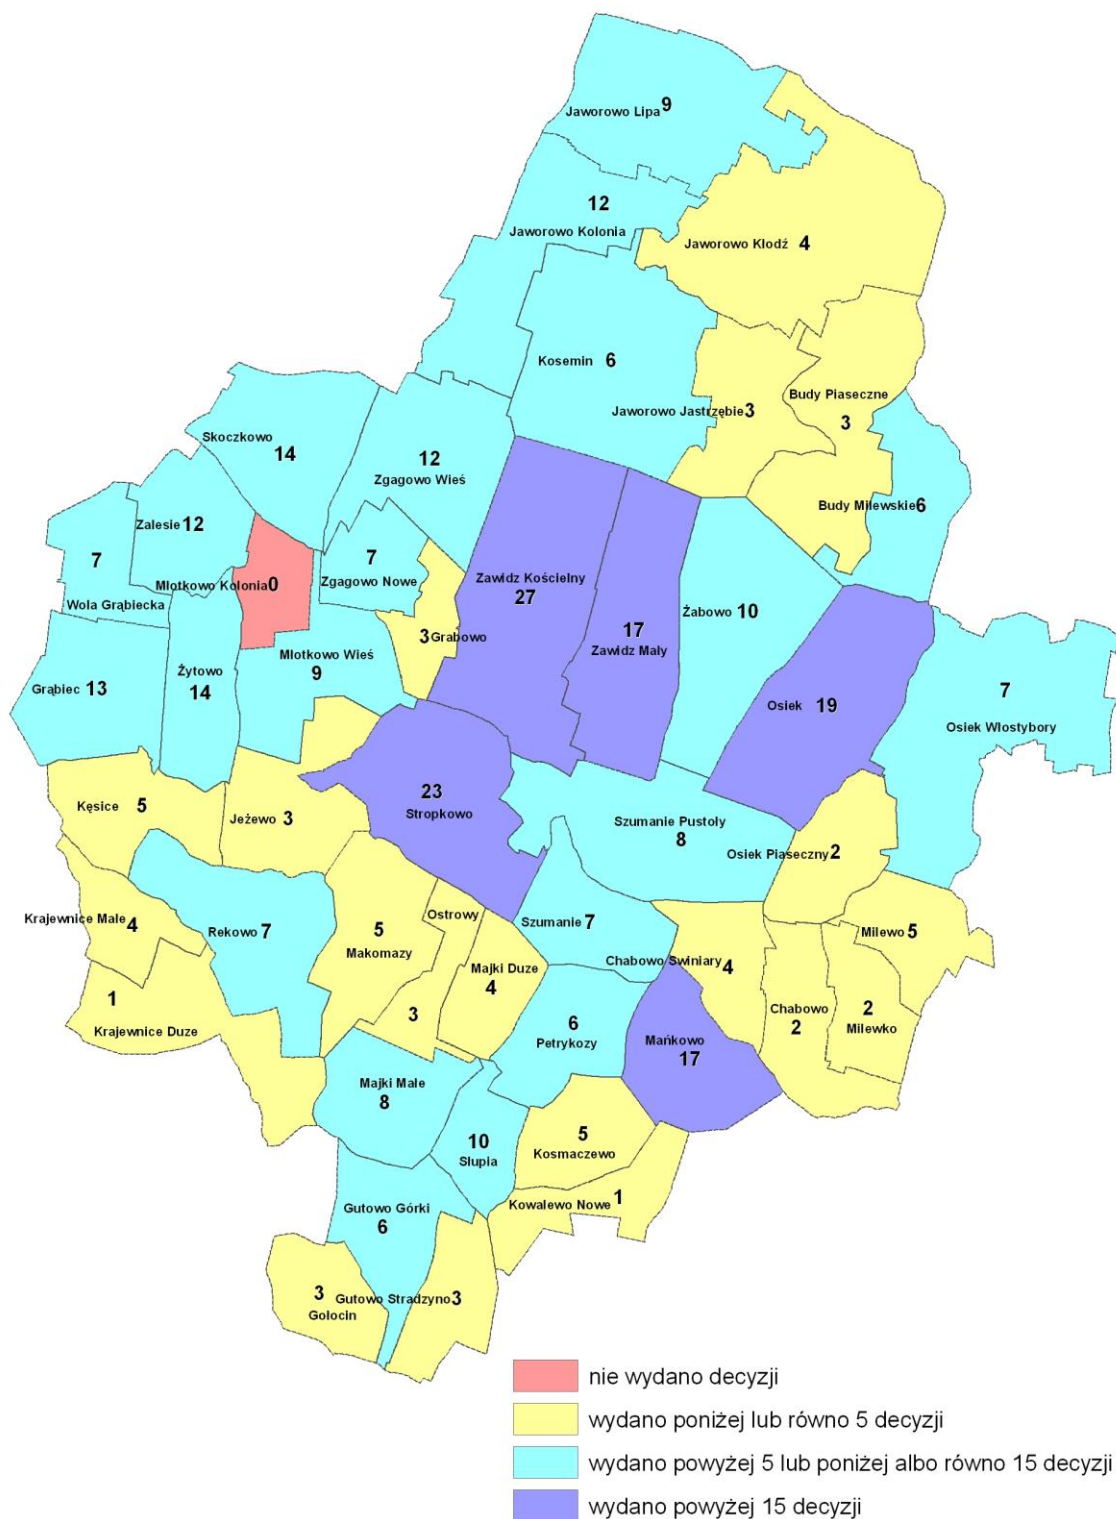 Jaworowo Lipa 9
12
Jaworowo Kolonia
Jaworowo Kłodź 4
Kosemin 6
Jaworowo Jastrzębie 3
Budy Piaseczne
3
Skoczkowo
14
12
Zgagowo Wieś
Budy Milewskie 6
Zalesie 12
7
Wola Grąbiecka
Młotkowo Kolonia 0
7
Zgagowo Nowe
Zawidz Kościelny
27
17
Zawidz Mały
Żabowo 10
3 Grabowo
Młotkowo Wieś
9
Grąbiec 13
Żytowo
14
Osiek 19
7
Osiek Włostybory
Kęsice 5
Jeżewo 3
23
Stropkowo
Szumanie Pustoły
8
Osiek Piaseczny 2
Krajewnice Małe
4
Rekowo 7
5
Makomazy
Ostrowy
3
Majki Duze
4
Szumanie 7
Chabowo Swiniary
4
Milewo 5
1
Krajewnice Duze
6
Petrykozy
Mańkowo
17
Chabowo
2
2
Milewko
Majki Małe
8
10
Słupia
5
Kosmaczewo
Kowalewo Nowe 1
Gutowo Górki
6
3
Gołocin
Gutowo Stradzyno 3
nie wydano decyzji
wydano poniżej lub równo 5 decyzji
wydano powyżej 5 lub poniżej albo równo 15 decyzji
wydano powyżej 15 decyzji